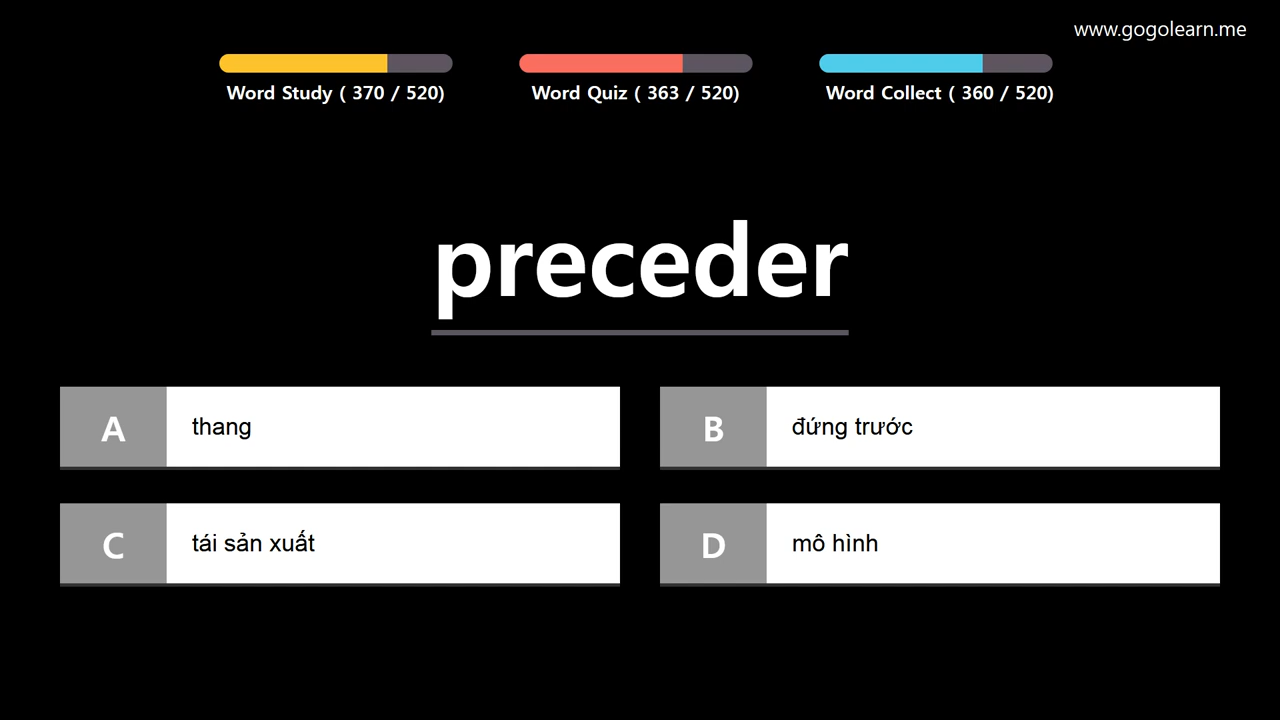 www.gogolearn.me
Word Study ( 370 / 520)
Word Quiz ( 363 / 520)
Word Collect ( 360 / 520)
preceder
A thang
B đứng trước
C tái sản xuất
D mô hình